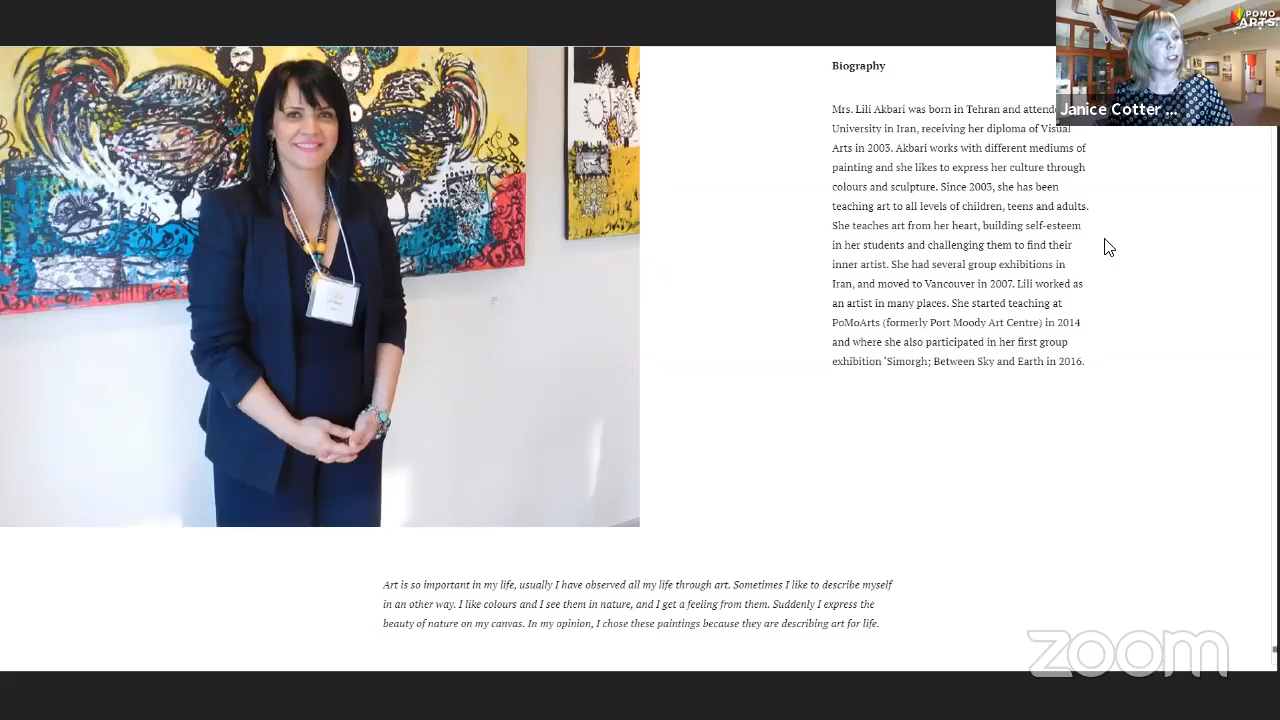 POMO
ARTS
Janice Cotter ...
Biography
Mrs. Lili Akbari was born in Tehran and attende
University in Iran, receiving her diploma of Visual
Arts in 2003. Akbari works with different mediums of
painting and she likes to express her culture through
colours and sculpture. Since 2003, she has been
teaching art to all levels of children, teens and adults.
She teaches art from her heart, building self-esteem
in her students and challenging them to find their
inner artist. She had several group exhibitions in
Iran, and moved to Vancouver in 2007. Lili worked as
an artist in many places. She started teaching at
PoMoArts (formerly Port Moody Art Centre) in 2014
and where she also participated in her first group
exhibition ‘Simorgh; Between Sky and Earth in 2016.
Art is so important in my life, usually I have observed all my life through art. Sometimes I like to describe myself
in an other way. I like colours and I see them in nature, and I get a feeling from them. Suddenly I express the
beauty of nature on my canvas. In my opinion, I chose these paintings because they are describing art for life.
zoom